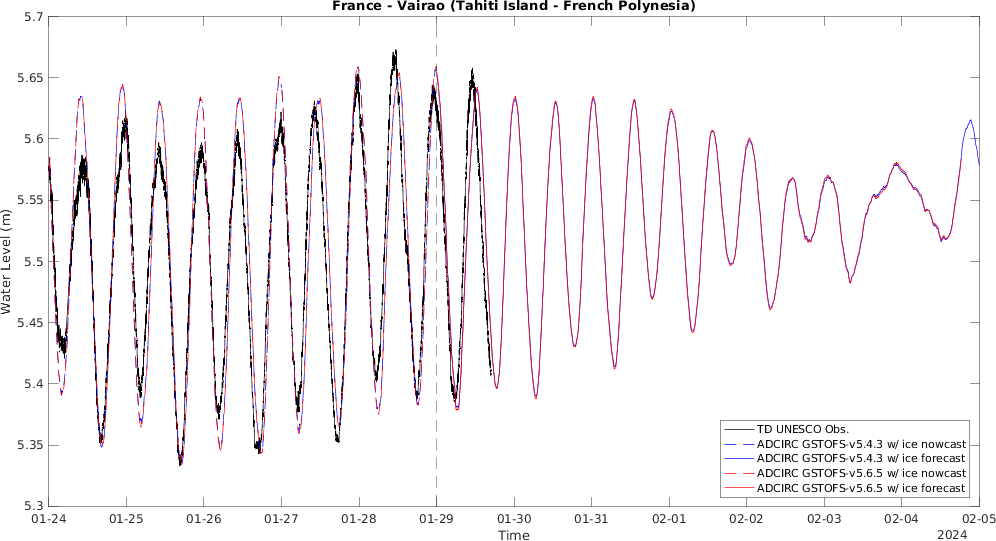 France - Vairao (Tahiti Island - French Polynesia)
Water Level (m)
5.7
5.65
5.6
5.55
5.5
5.45
5.4
5.35
5.3
TD UNESCO Obs.
ADCIRC GSTOFS-v5.4.3 w/ ice nowcast
ADCIRC GSTOFS-v5.4.3 w/ ice forecast
ADCIRC GSTOFS-v5.6.5 w/ ice nowcast
ADCIRC GSTOFS-v5.6.5 w/ ice forecast
01-24 01-25 01-26 01-27 01-28 01-29 01-30 01-31 02-01 02-02 02-03 02-04 02-05
Time
2024